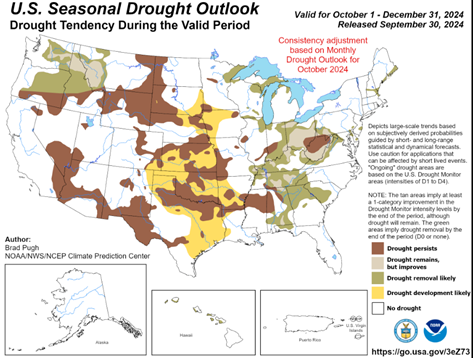 U.S. Seasonal Drought Outlook
Drought Tendency During the Valid Period
Valid for October 1 - December 31, 2024
Released September 30, 2024
Consistency adjustment
based on Monthly
Drought Outlook for
October 2024
Depicts large-scale trends based
on subjectively derived probabilities
guided by short- and long-range
statistical and dynamical forecasts.
Use caution for applications that
can be affected by short lived events.
"Ongoing" drought areas are
based on the U.S. Drought Monitor
areas (intensities of D1 to D4).
NOTE: The tan areas imply at least
a 1-category improvement in
the Drought Monitor intensity levels by
the end of the period, although
drought will remain. The green
areas imply drought removal by the
end of the period (D0 or none).
Author:
Brad Pugh
NOAA/NWS/NCEP Climate Prediction Center
Drought persists
Drought remains,
but improves
Drought removal likely
Drought development likely
No drought
Alaska
Hawaii
Puerto Rico
U.S. Virgin
Islands
NOAA
https://go.usa.gov/3eZ73